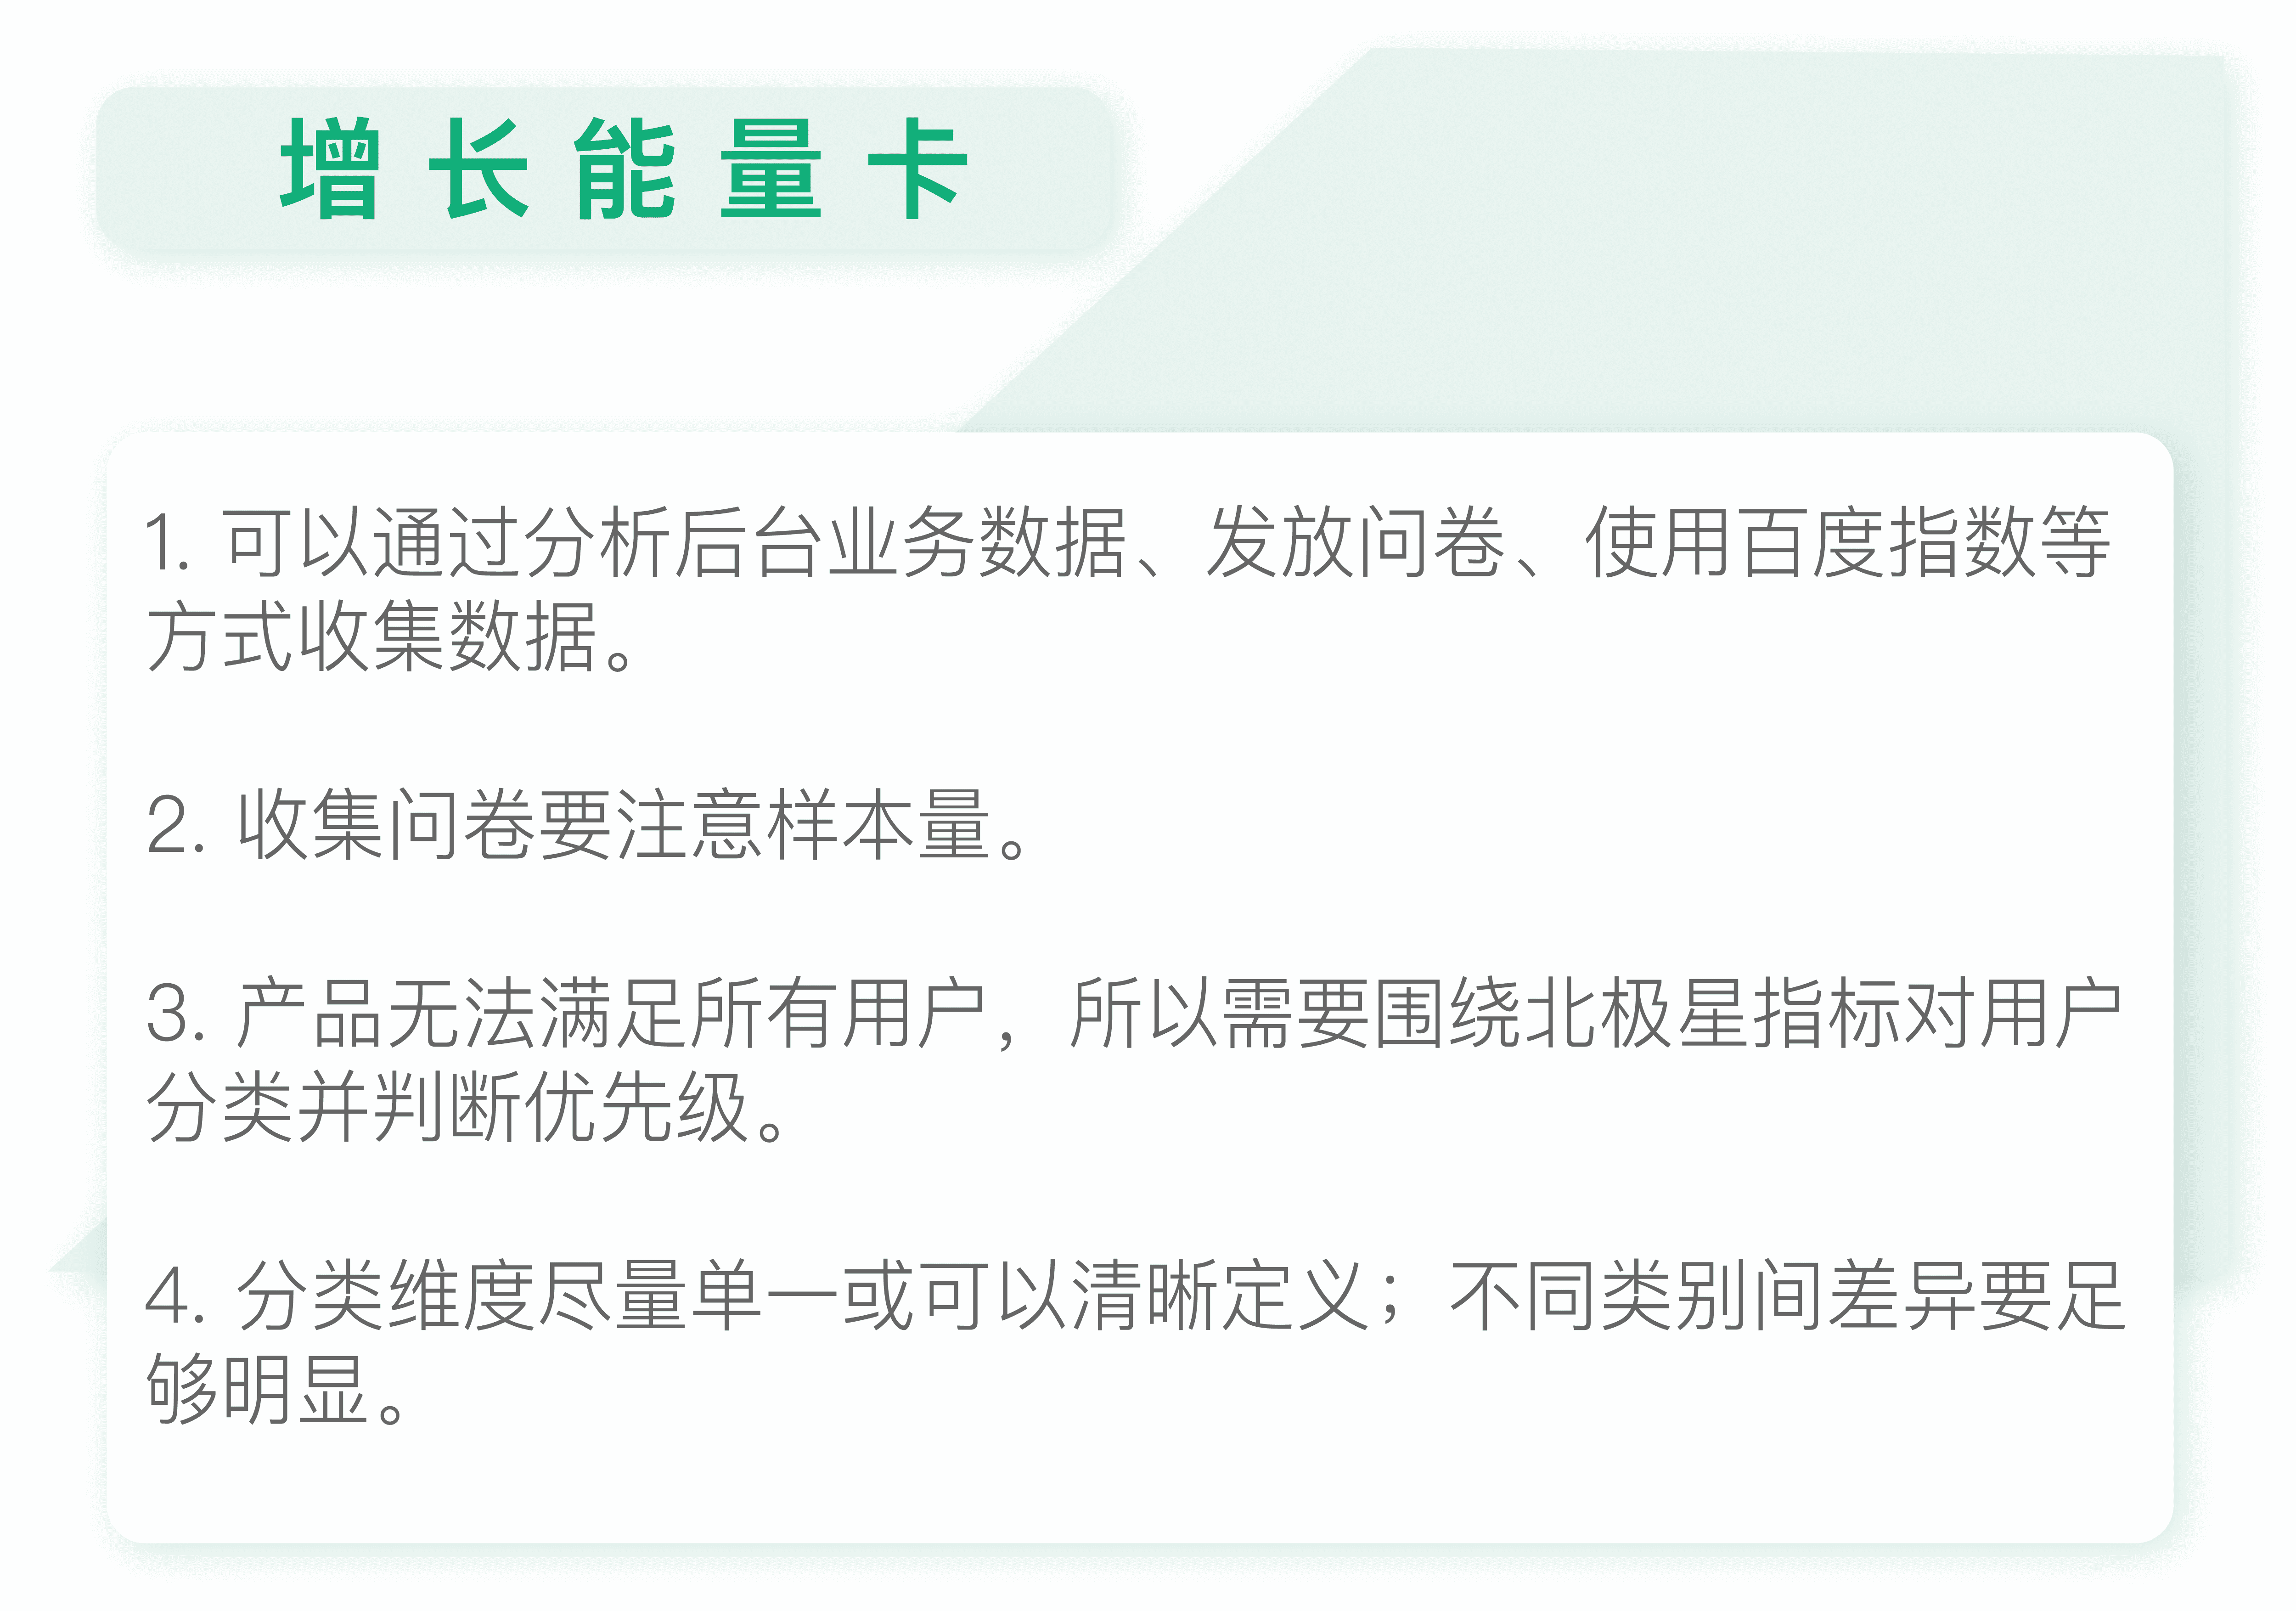 增长能量卡
1. 可以通过分析后台业务数据、发放问卷、使用百度指数等
方式收集数据。
2. 收集问卷要注意样本量。
3. 产品无法满足所有用户，所以需要围绕北极星指标对用户
分类并判断优先级。
4. 分类维度尽量单一或可以清晰定义；不同类别间差异要足
够明显。